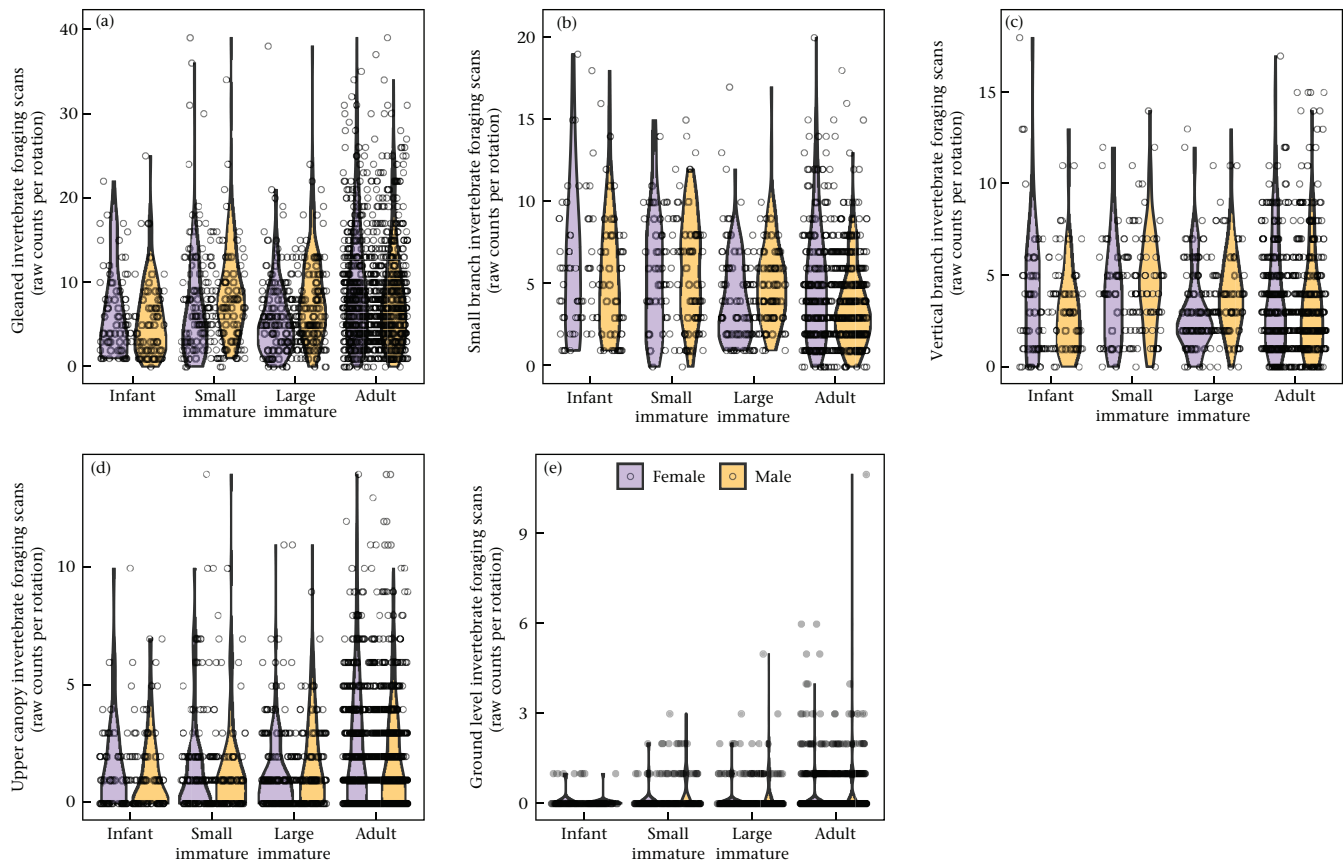 (a)
Gleaned invertebrate foraging scans
(raw counts per rotation)
40
30
20
10
0
Infant
Small immature
Large immature
Adult
(b)
Small branch invertebrate foraging scans
(raw counts per rotation)
20
15
10
5
0
Infant
Small immature
Large immature
Adult
(c)
Vertical branch invertebrate foraging scans
(raw counts per rotation)
15
10
5
0
Infant
Small immature
Large immature
Adult
(d)
Upper canopy invertebrate foraging scans
(raw counts per rotation)
10
5
0
Infant
Small immature
Large immature
Adult
(e)
Female
Male
Ground level invertebrate foraging scans
(raw counts per rotation)
9
6
3
0
Infant
Small immature
Large immature
Adult